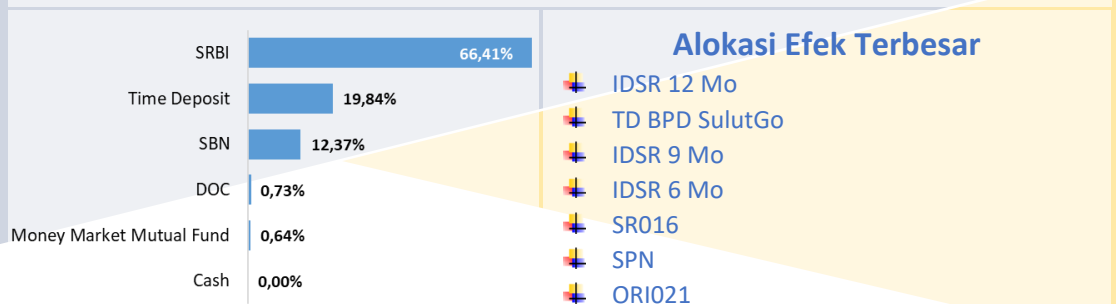 SRBI 66,41%
Time Deposit 19,84%
SBN 12,37%
DOC 0,73%
Money Market Mutual Fund 0,64%
Cash 0,00%
Alokasi Efek Terbesar
IDSR 12 Mo
TD BPD SulutGo
IDSR 9 Mo
IDSR 6 Mo
SR016
SPN
ORI021